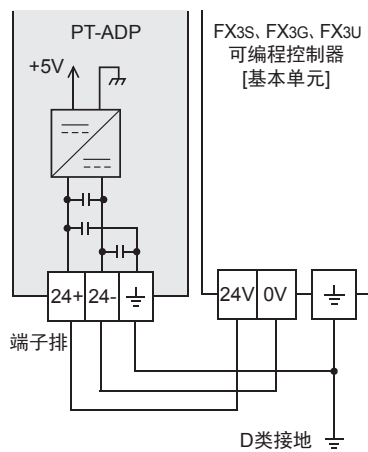 PT-ADP
FX3S、FX3G、FX3U
可编程控制器
[基本单元]
+5V
24+
24-
24V
0V
端子排
D类接地